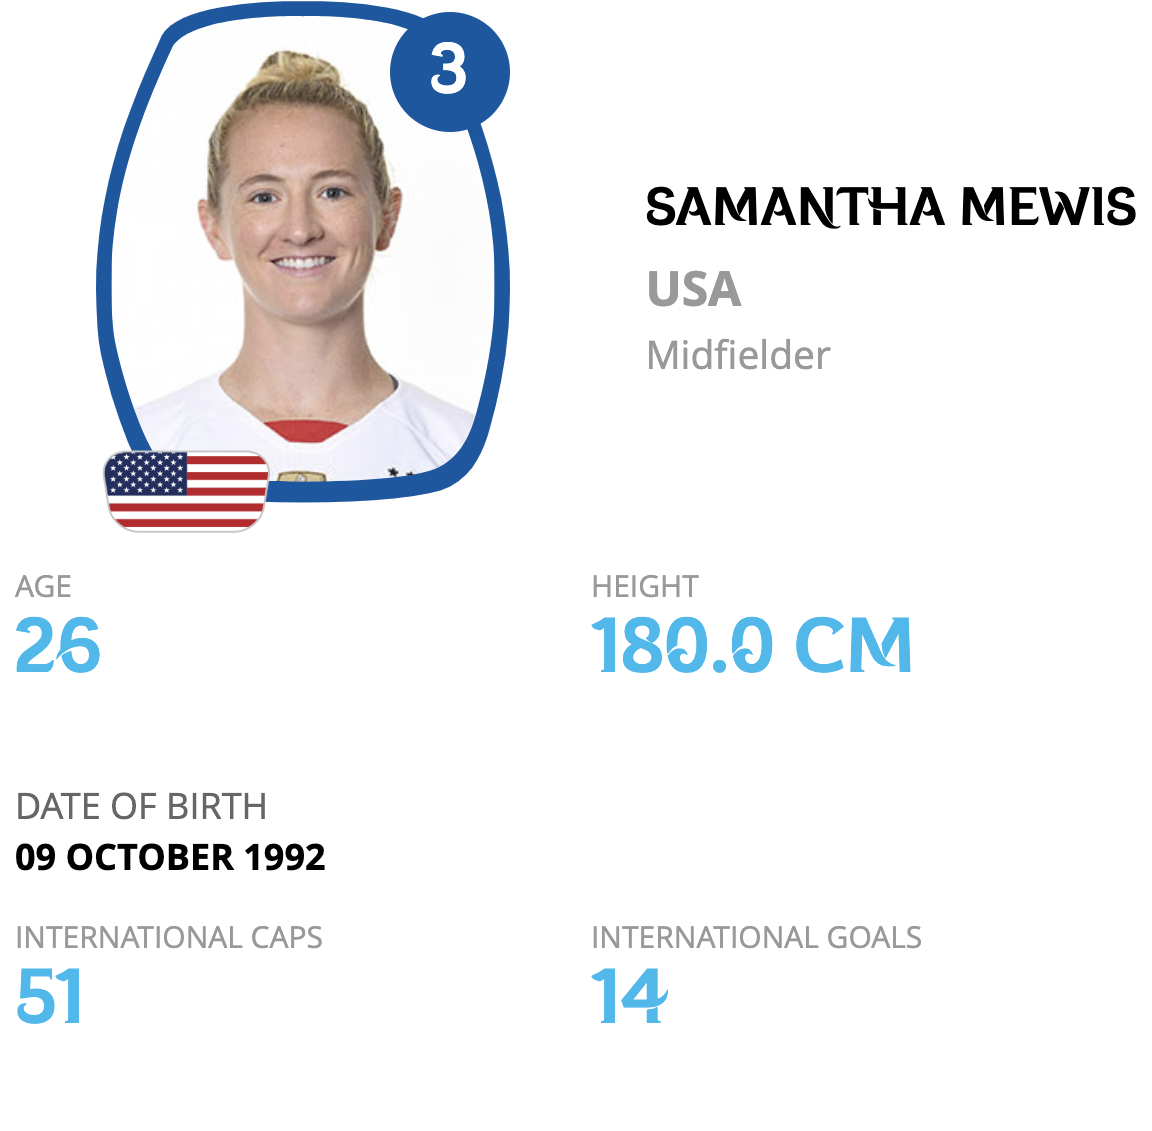 3
SAMANTHA MEWIS
USA
Midfielder
AGE
26
HEIGHT
180.0 CM
DATE OF BIRTH
09 OCTOBER 1992
INTERNATIONAL CAPS
51
INTERNATIONAL GOALS
14